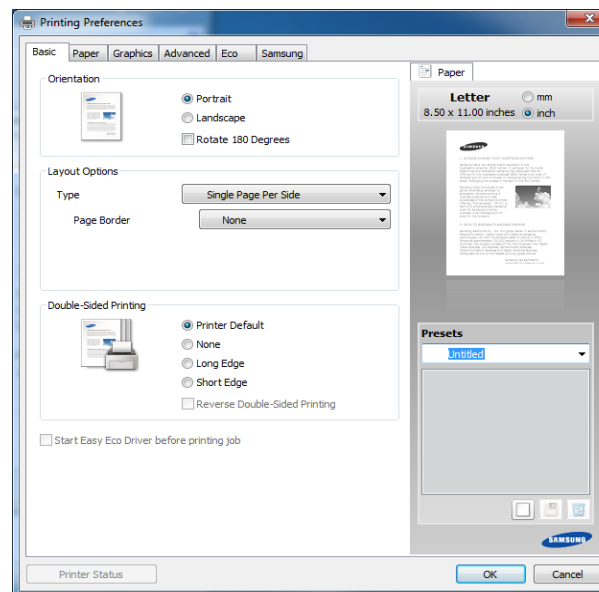 Printing Preferences
Basic Paper Graphics Advanced Eco Samsung
Orientation
Portrait
Landscape
Rotate 180 Degrees
Layout Options
Type Single Page Per Side
Page Border None
Double-Sided Printing
Printer Default
None
Long Edge
Short Edge
Reverse Double-Sided Printing
Start Easy Eco Driver before printing job
Paper
Letter mm
8.50 x 11.00 inches inch
SAMSUNG
Presets
Untitled
SAMSUNG
Printer Status OK Cancel